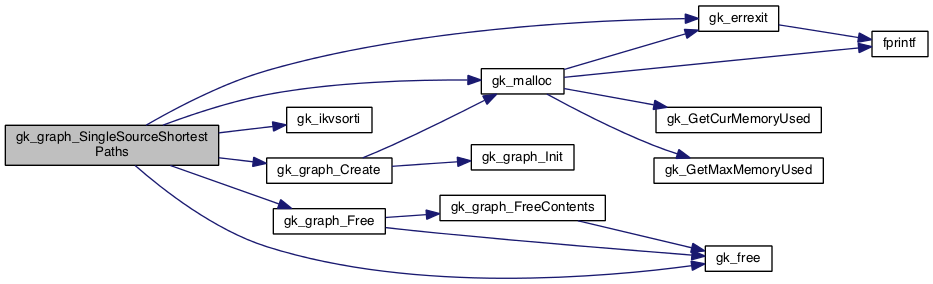 gk_graph_SingleSourceShortest
Paths
gk_errexit
fprintf
gk_malloc
gk_ikvsorti
gk_GetCurMemoryUsed
gk_graph_Create
gk_graph_Init
gk_GetMaxMemoryUsed
gk_graph_Free
gk_graph_FreeContents
gk_free